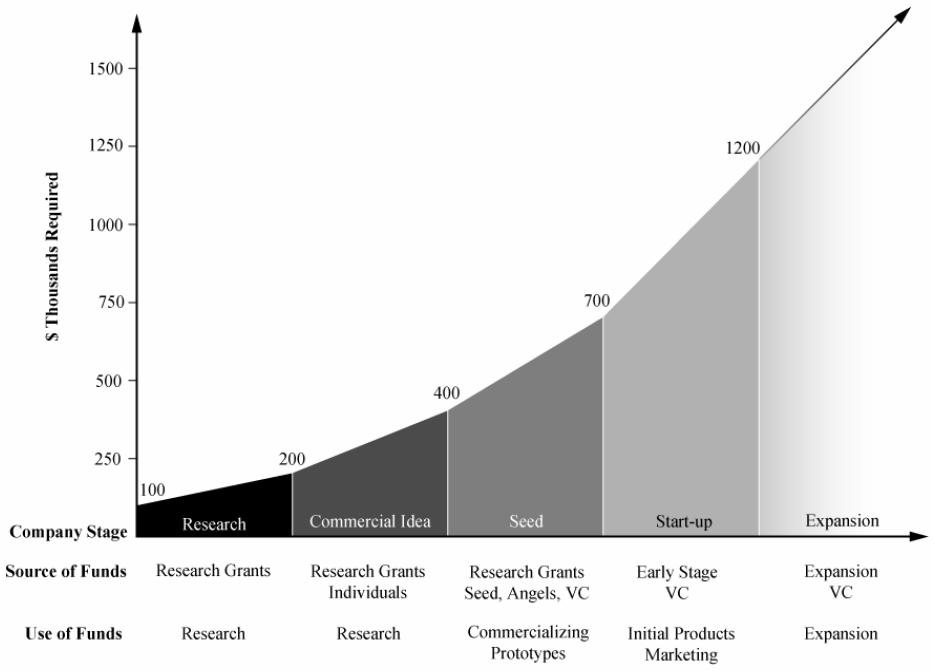 1500
1250
1200
1000
$ Thousands Required
750
700
500
400
250
200
100
Company Stage Research Commercial Idea Seed Start-up Expansion
Source of Funds Research Grants Research Grants Research Grants Early Stage Expansion
Individuals Seed, Angels, VC VC VC
Use of Funds Research Research Commercializing Initial Products Expansion
Prototypes Marketing